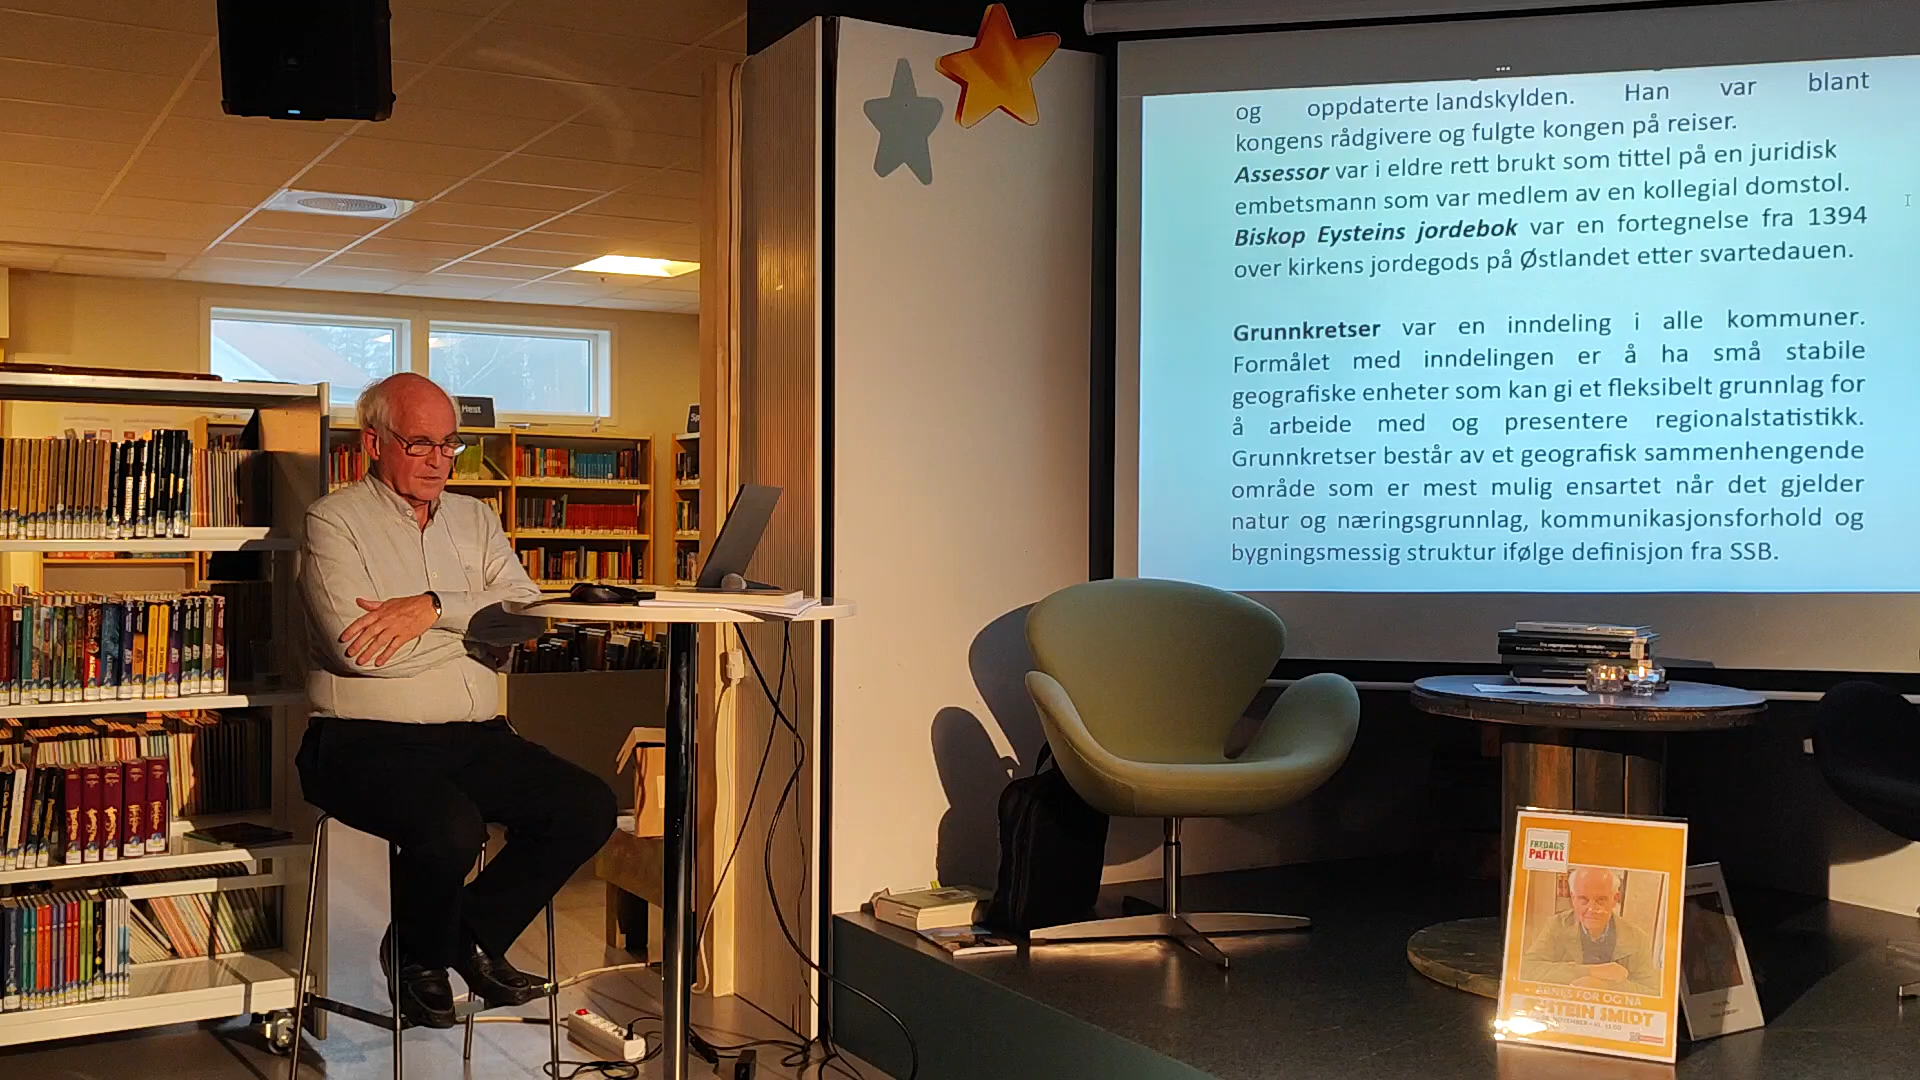 og oppdaterte landskylden. Han var blant
kongens rådgivere og fulgte kongen på reiser.
Assessor var i eldre rett brukt som tittel på en juridisk
embetsmann som var medlem av en kollegial domstol.
Biskop Eysteins jordebok var en fortegnelse fra 1394
over kirkens jordegods på Østlandet etter svartedauen.
Grunnkretser var en inndeling i alle kommuner.
Formålet med inndelingen er å ha små stabile
geografiske enheter som kan gi et fleksibelt grunnlag for
å arbeide med og presentere regionalstatistikk.
Grunnkretser består av et geografisk sammenhengende
område som er mest mulig ensartet når det gjelder
natur og næringsgrunnlag, kommunikasjonsforhold og
bygningsmessig struktur ifølge definisjon fra SSB.
Hest
FREDAGS
PÅFYLL
FØR OG NÅ
SMIDT